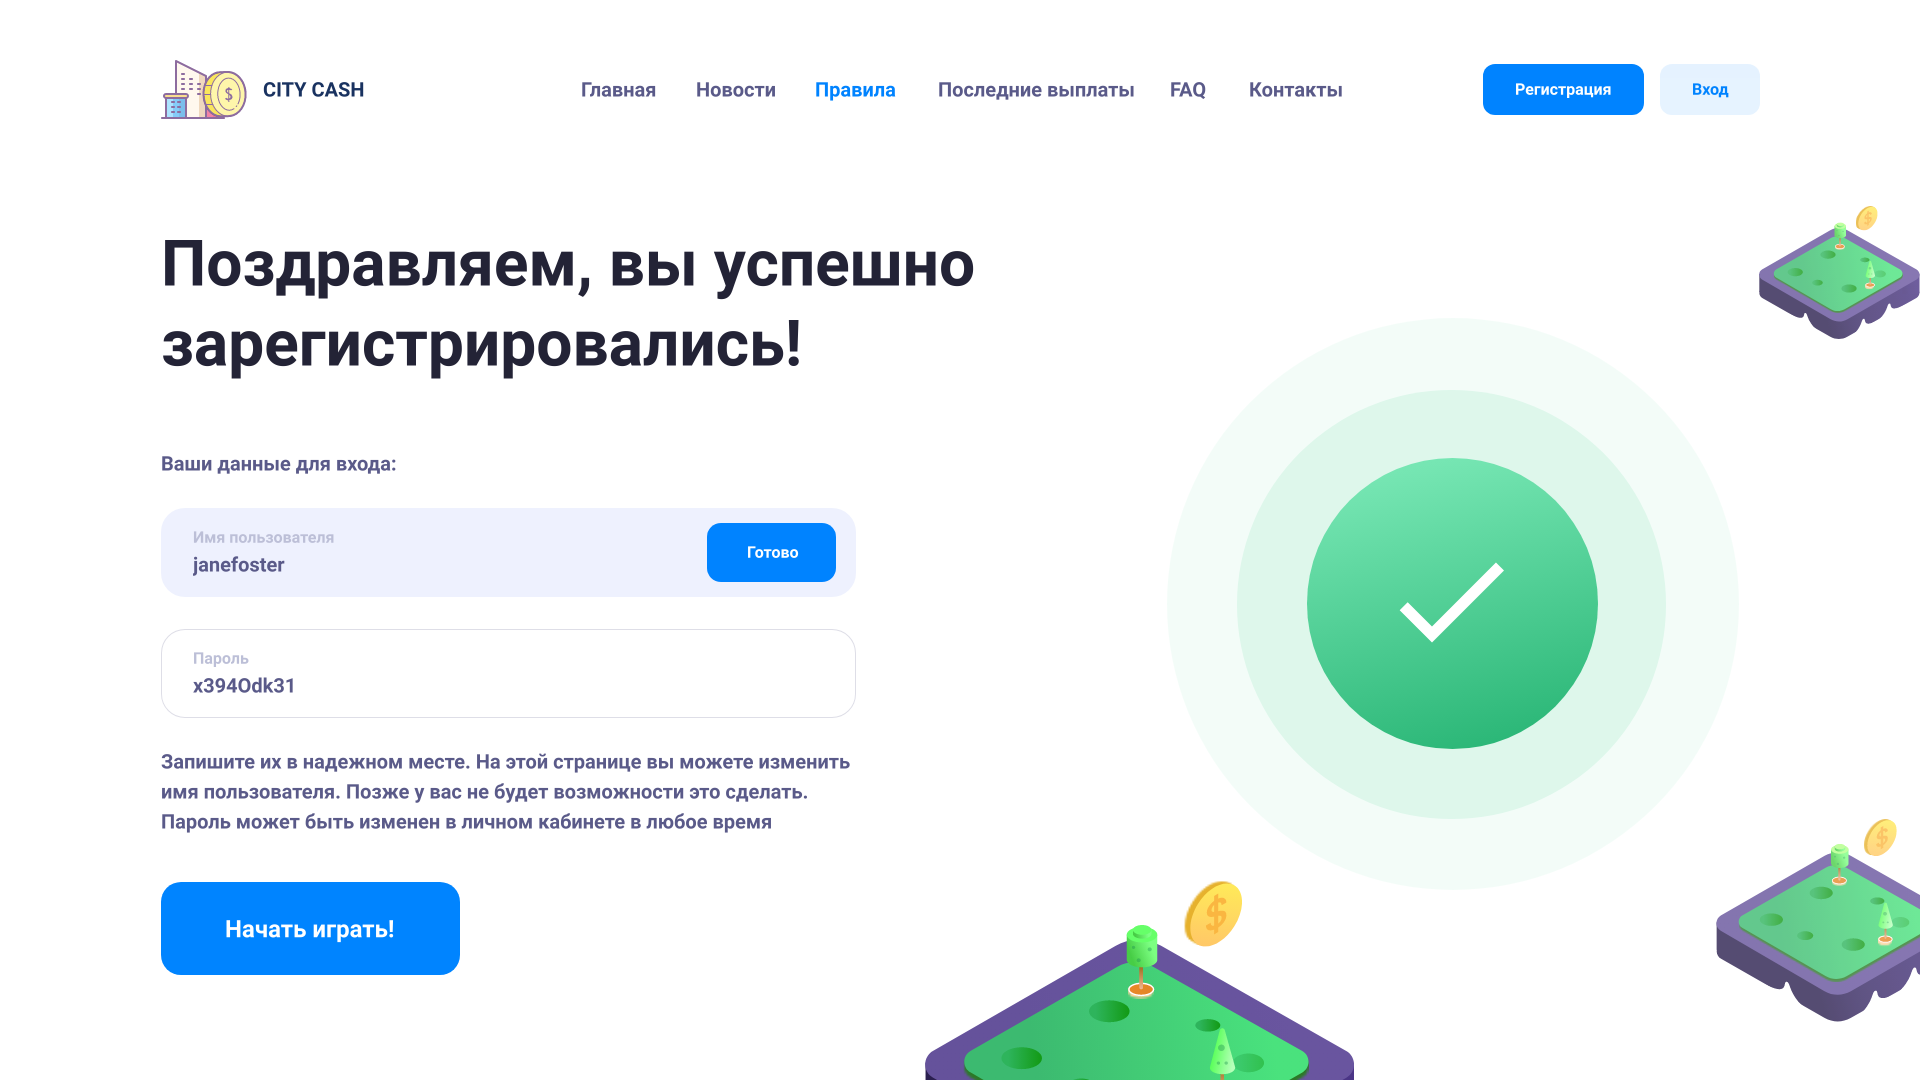 CITY CASH
Главная
Новости
Правила
Последние выплаты
FAQ
Контакты
Регистрация
Вход
Поздравляем, вы успешно
зарегистрировались!
Ваши данные для входа:
Имя пользователя
janefoster
Готово
Пароль
x394Odk31
Запишите их в надежном месте. На этой странице вы можете изменить
имя пользователя. Позже у вас не будет возможности это сделать.
Пароль может быть изменен в личном кабинете в любое время
Начать играть!